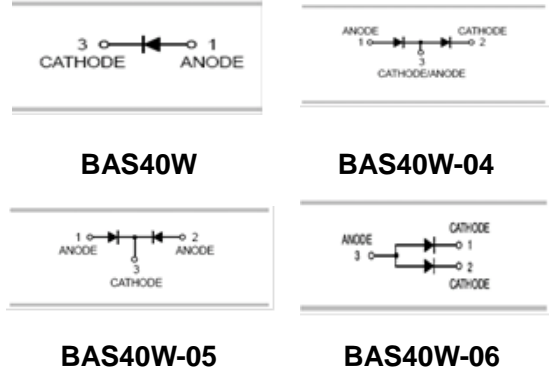 3 1
CATHODE ANODE
BAS40W
ANODE CATHODE
1 2
3
CATHODE/ANODE
BAS40W-04
1 2
ANODE ANODE
3
CATHODE
BAS40W-05
CATHODE
ANODE 1
3 2
CATHODE
BAS40W-06